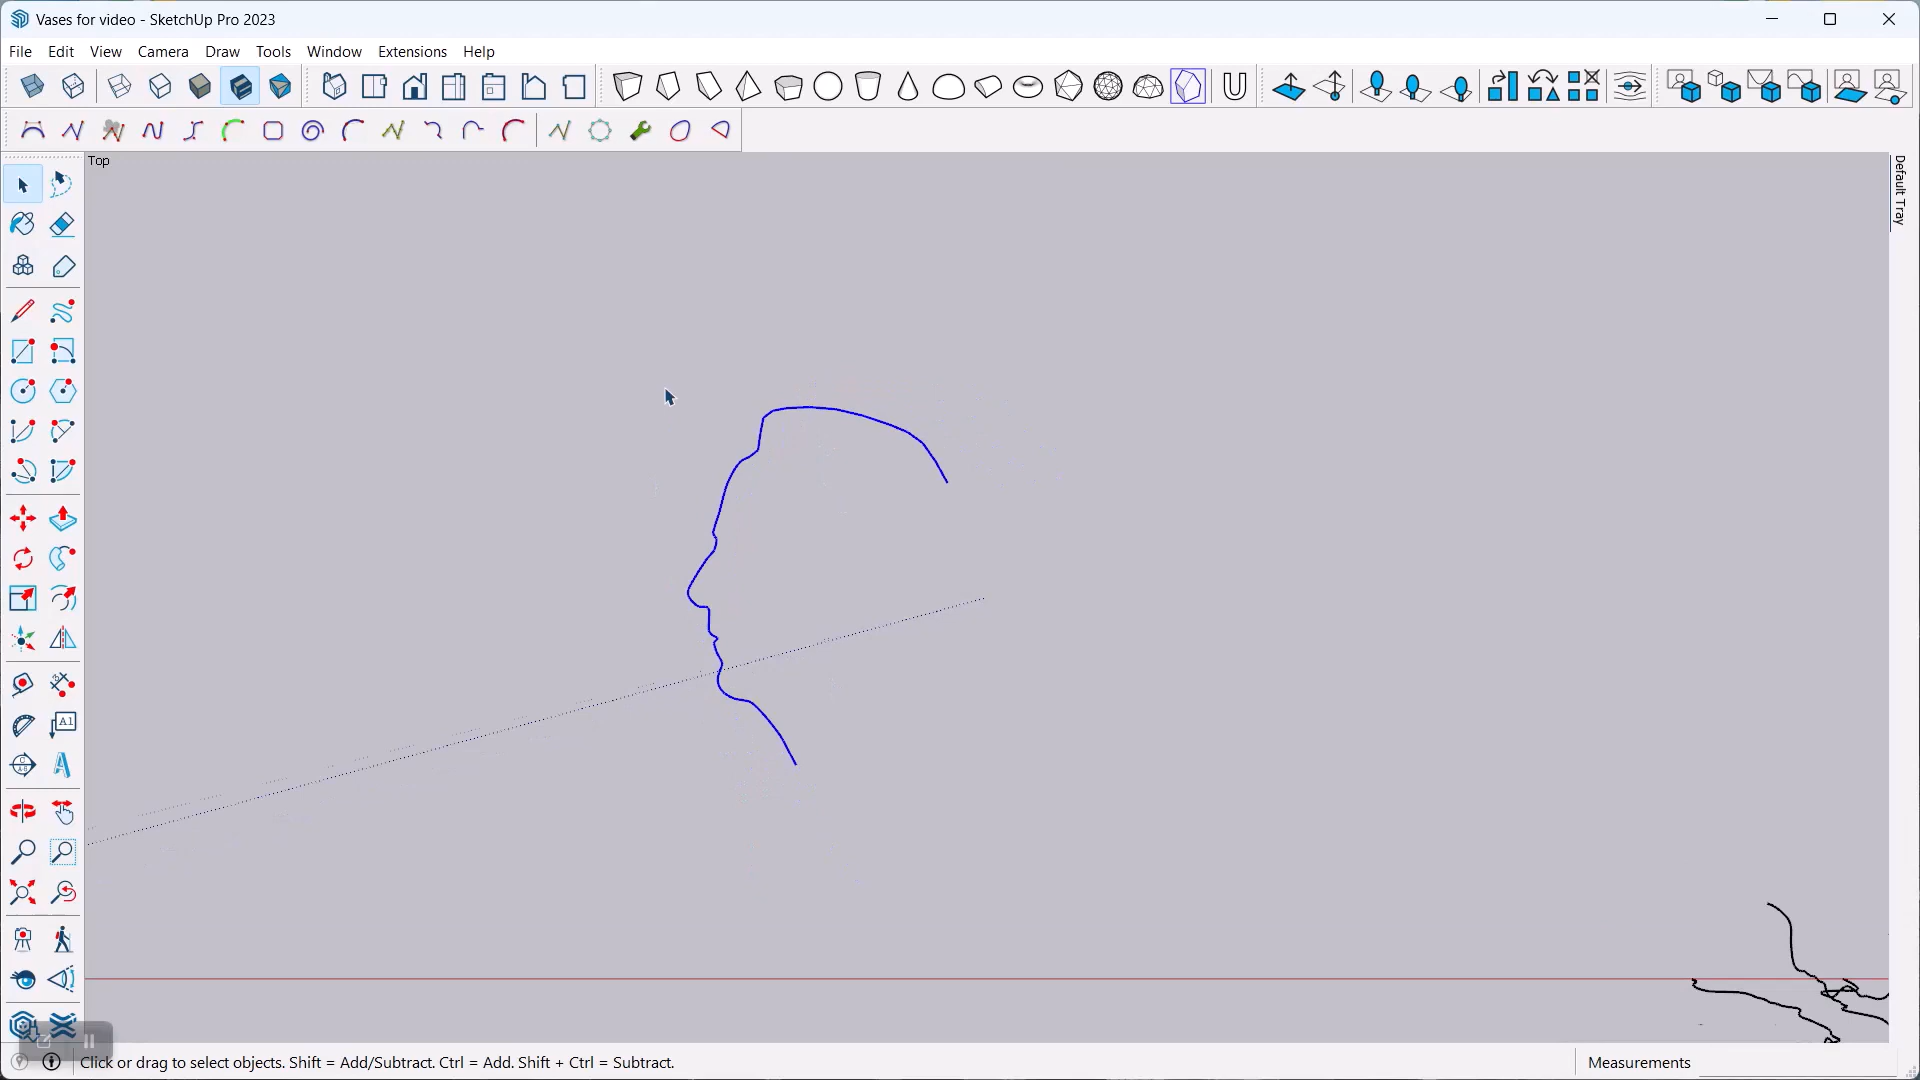 Vases for video - SketchUp Pro 2023
File Edit View Camera Draw Tools Window Extensions Help
Top
Default Tray
A1
Click or drag to select objects. Shift = Add/Subtract. Ctrl = Add. Shift + Ctrl = Subtract.
Measurements